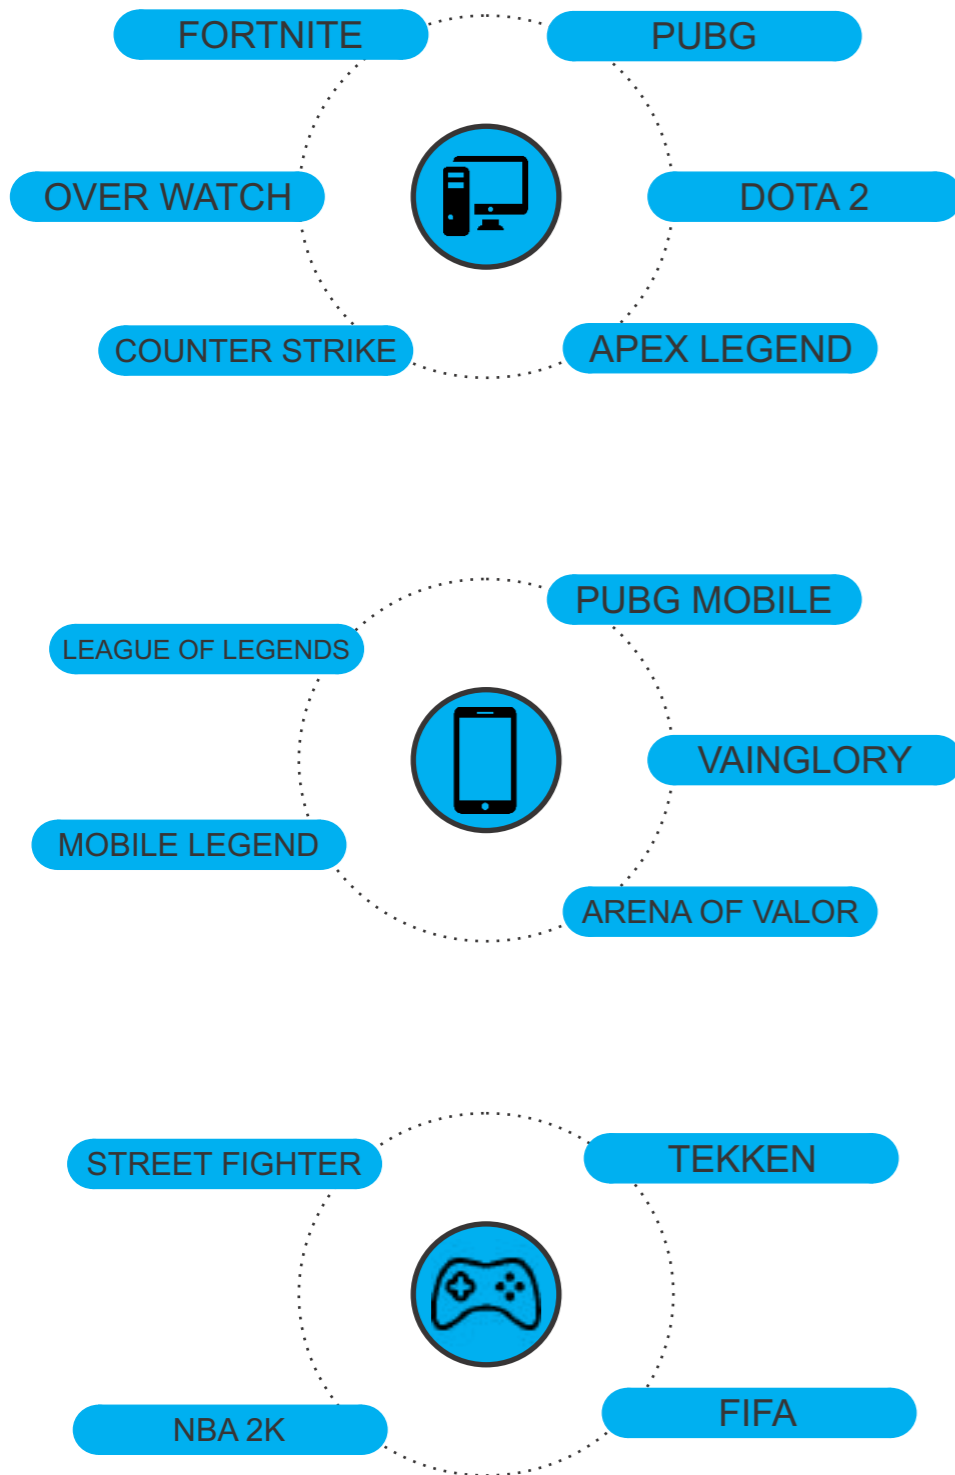 FORTNITE
PUBG
OVER WATCH
DOTA 2
COUNTER STRIKE
APEX LEGEND
PUBG MOBILE
LEAGUE OF LEGENDS
VAINGLORY
MOBILE LEGEND
ARENA OF VALOR
STREET FIGHTER
TEKKEN
NBA 2K
FIFA